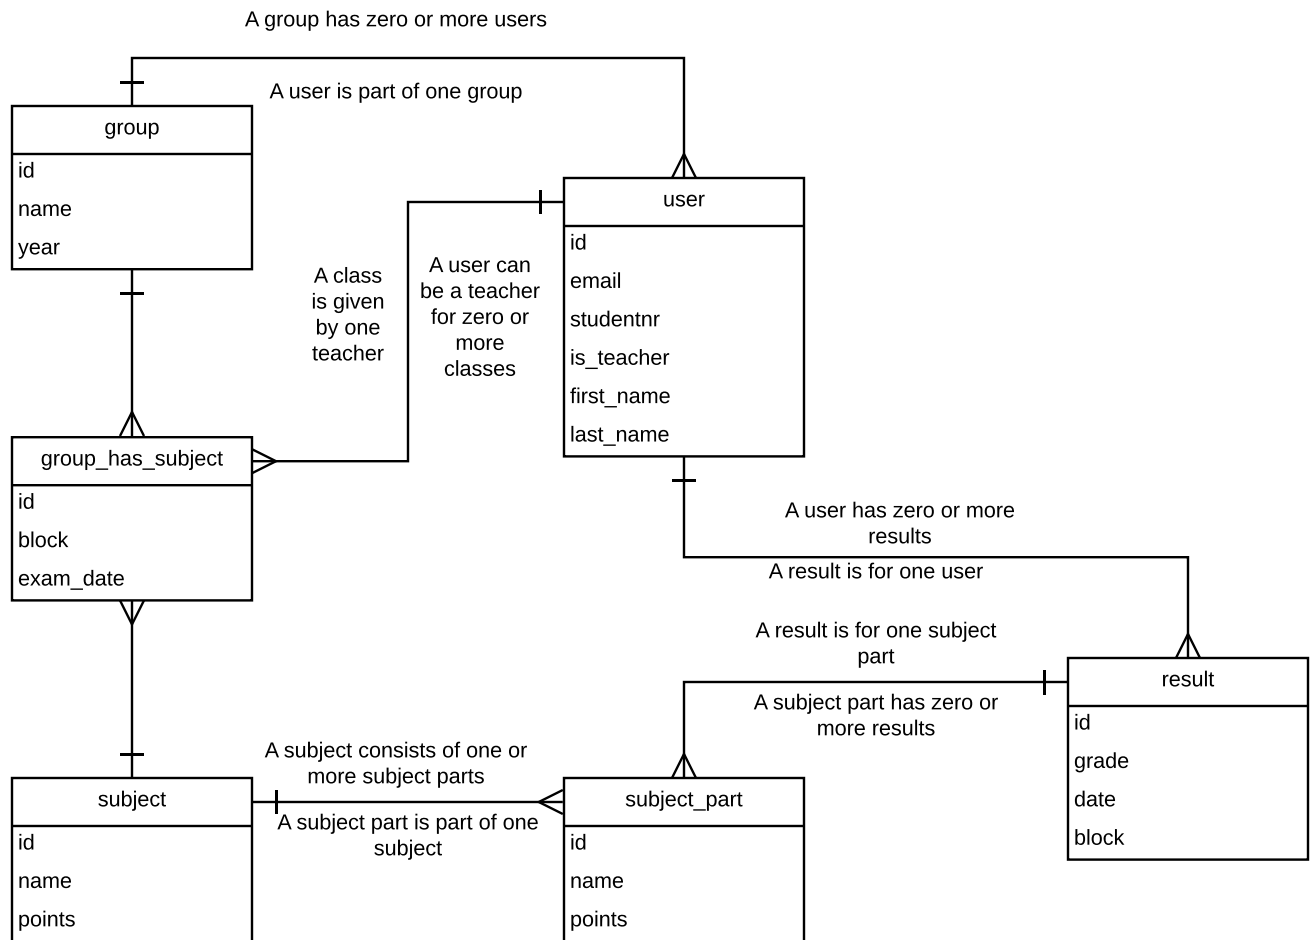 A group has zero or more users
A user is part of one group
group
id
name
year
user
id
email
studentnr
is_teacher
first_name
last_name
A class
is given
by one
teacher
A user can
be a teacher
for zero or
more
classes
group_has_subject
id
block
exam_date
A user has zero or more
results
A result is for one user
A result is for one subject
part
A subject part has zero or
more results
result
id
grade
date
block
A subject consists of one or
more subject parts
A subject part is part of one
subject
subject
id
name
points
subject_part
id
name
points